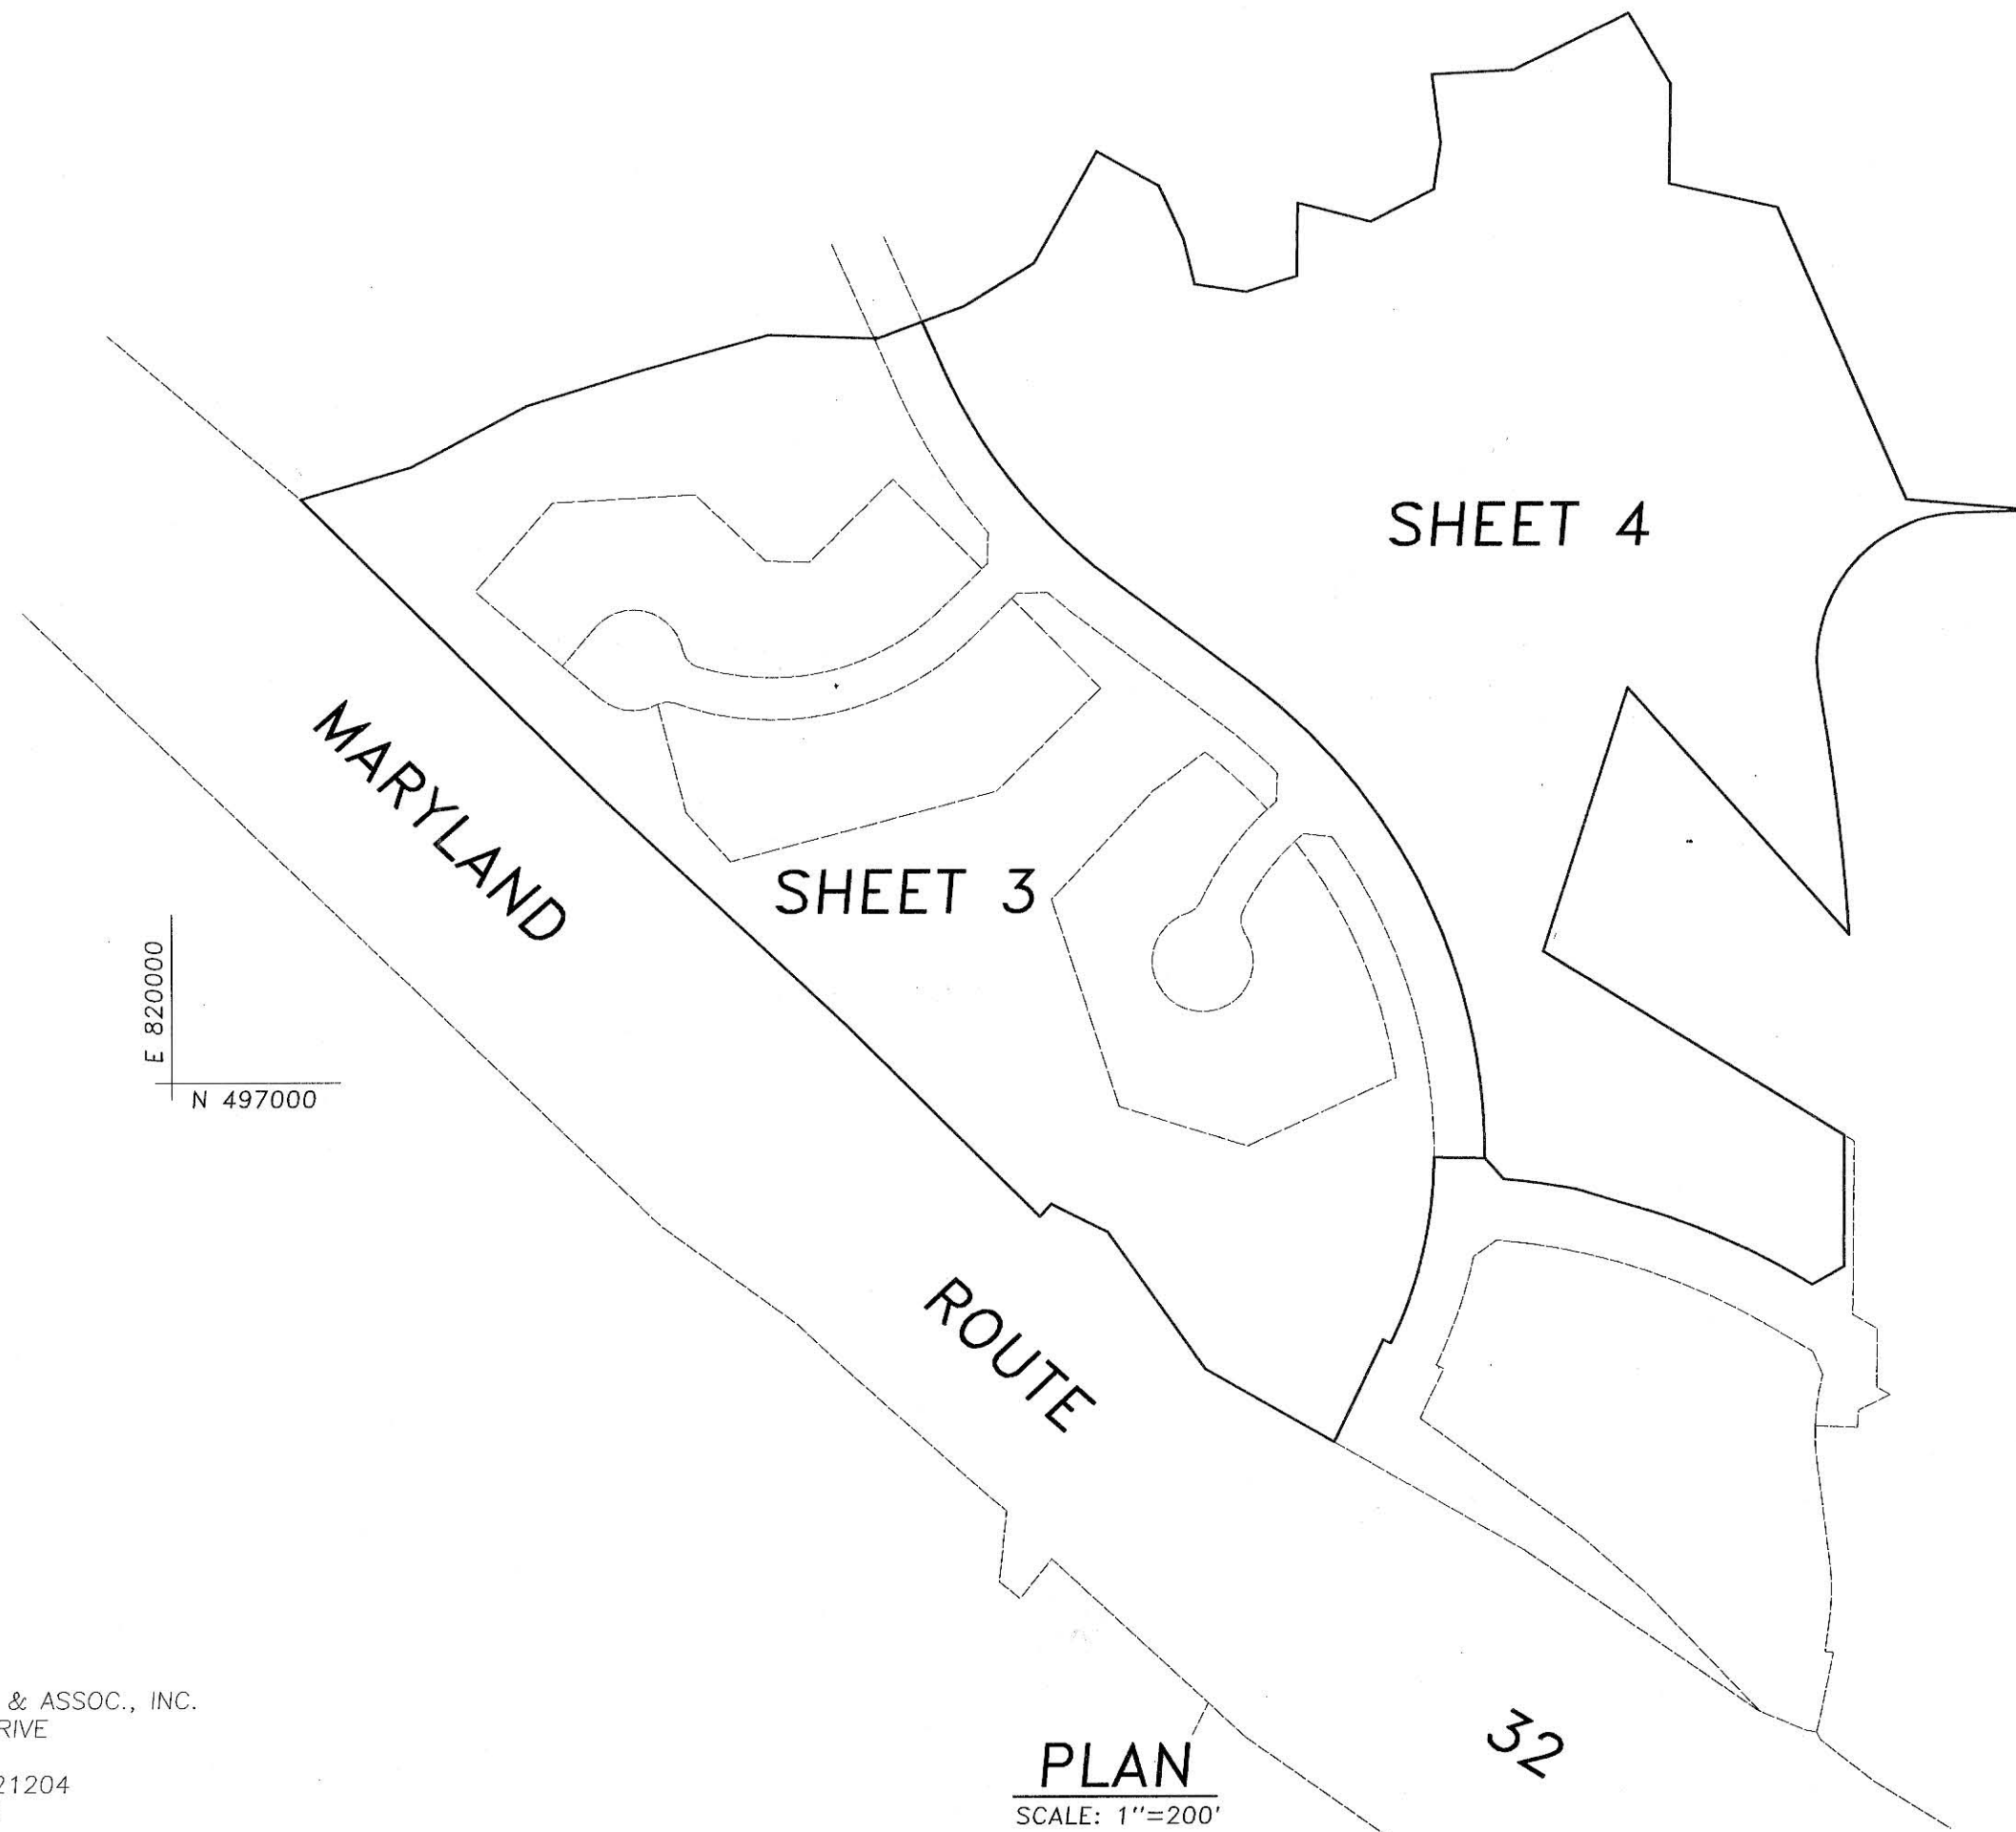 SHEET 4
MARYLAND
SHEET 3
E 820000
N 497000
ROUTE
& ASSOC., INC.
RIVE
21204
32
PLAN
SCALE: 1"=200'